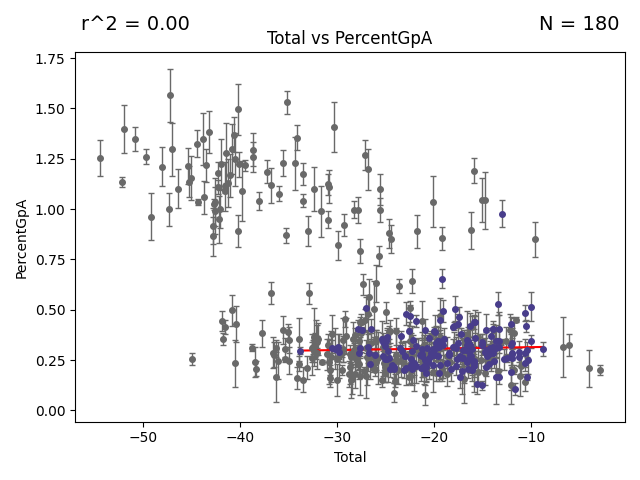 r^2 = 0.00
N = 180
Total vs PercentGpA
1.75
1.50
1.25
1.00
0.75
0.50
0.25
0.00
PercentGpA
−50
−40
−30
−20
−10
Total